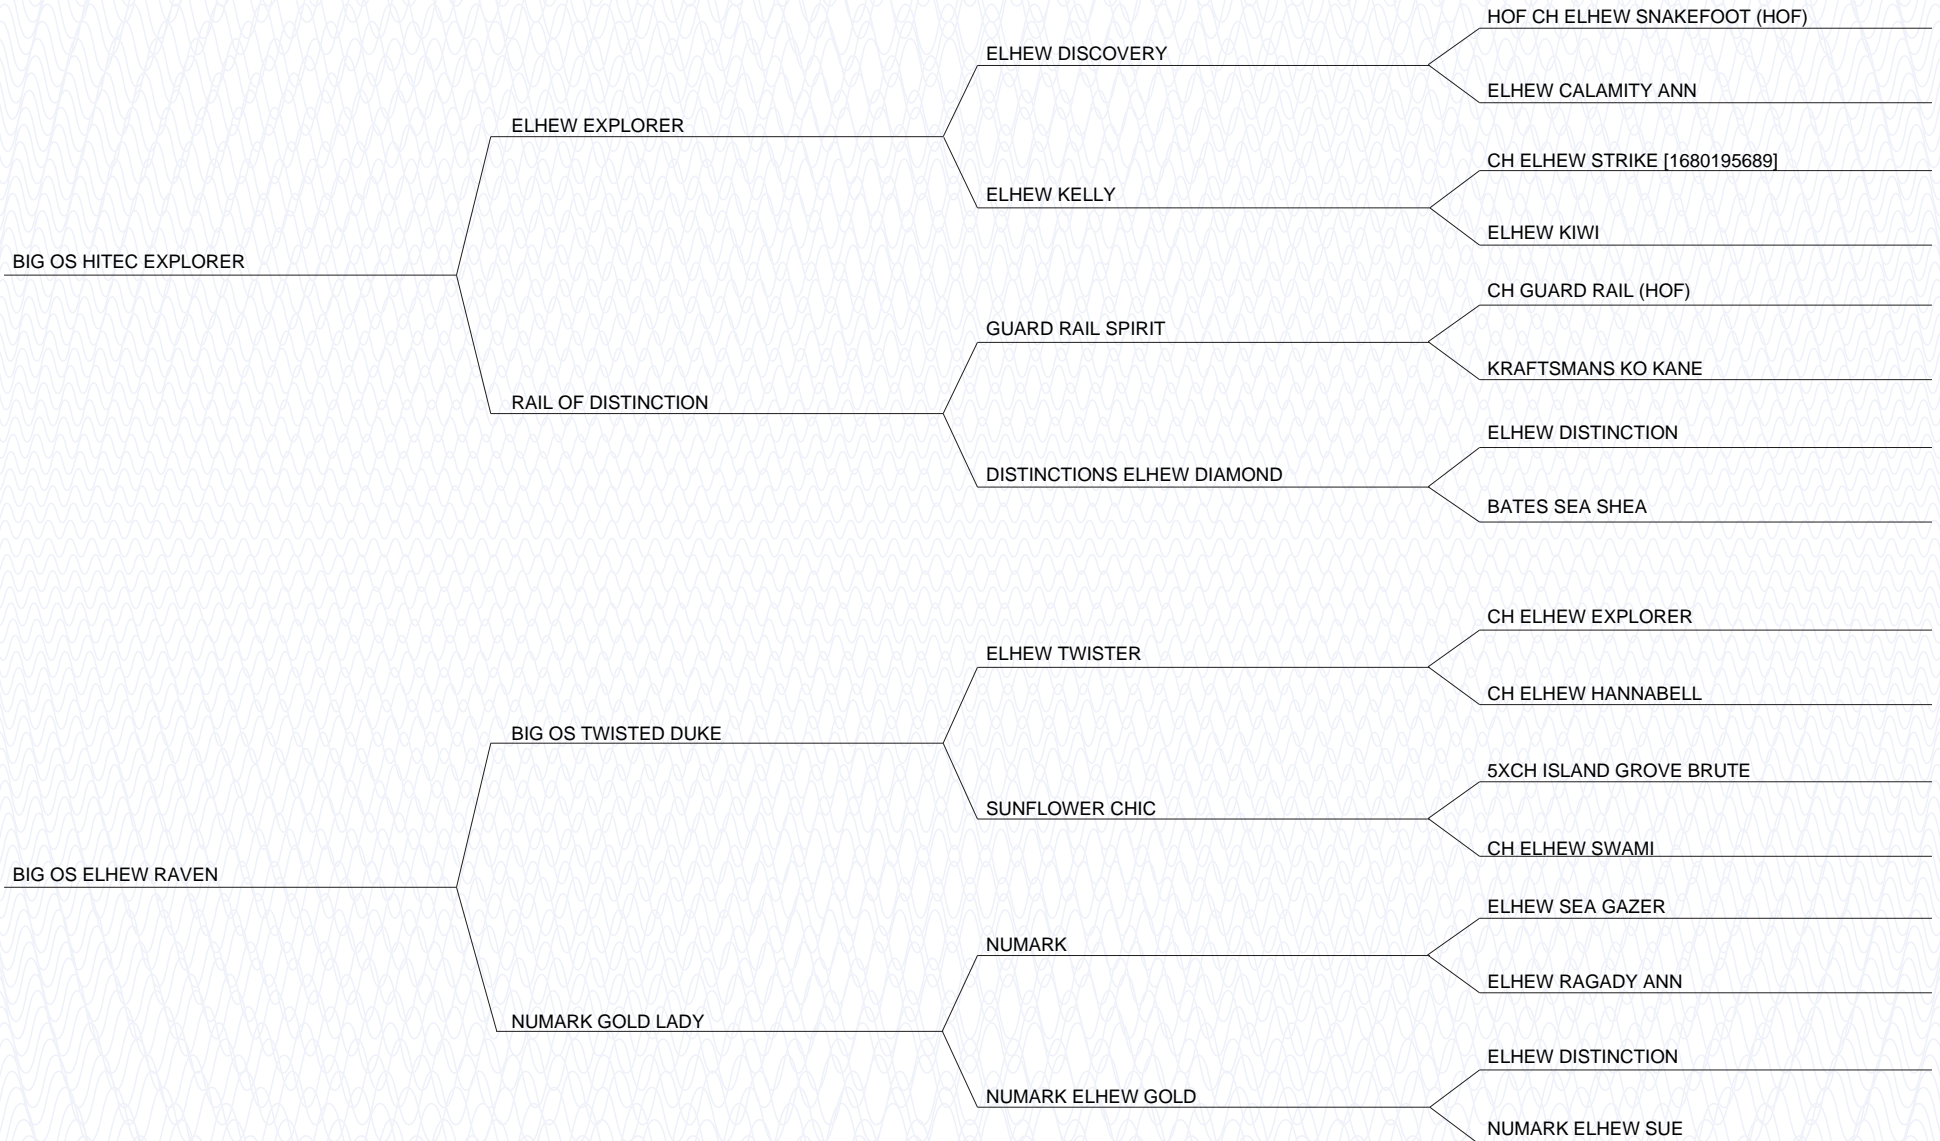 HOF CH ELHEW SNAKEFOOT (HOF)
ELHEW DISCOVERY
ELHEW CALAMITY ANN
ELHEW EXPLORER
CH ELHEW STRIKE [1680195689]
ELHEW KELLY
ELHEW KIWI
BIG OS HITEC EXPLORER
CH GUARD RAIL (HOF)
GUARD RAIL SPIRIT
KRAFTSMANS KO KANE
RAIL OF DISTINCTION
ELHEW DISTINCTION
DISTINCTIONS ELHEW DIAMOND
BATES SEA SHEA
CH ELHEW EXPLORER
ELHEW TWISTER
CH ELHEW HANNABELL
BIG OS TWISTED DUKE
5XCH ISLAND GROVE BRUTE
SUNFLOWER CHIC
CH ELHEW SWAMI
BIG OS ELHEW RAVEN
ELHEW SEA GAZER
NUMARK
ELHEW RAGADY ANN
NUMARK GOLD LADY
ELHEW DISTINCTION
NUMARK ELHEW GOLD
NUMARK ELHEW SUE